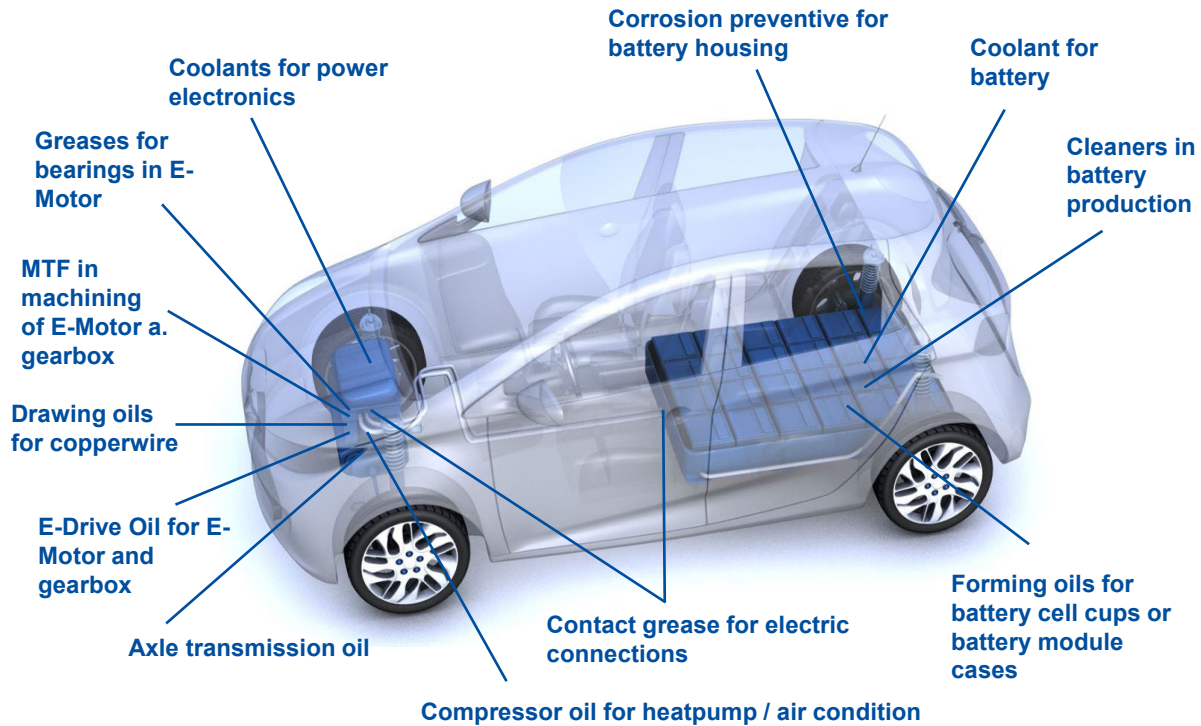 Corrosion preventive for
battery housing
Coolants for power
electronics
Coolant for
battery
Greases for
bearings in E-
Motor
Cleaners in
battery
production
MTF in
machining
of E-Motor a.
gearbox
Drawing oils
for copperwire
E-Drive Oil for E-
Motor and
gearbox
Axle transmission oil
Contact grease for electric
connections
Forming oils for
battery cell cups or
battery module
cases
Compressor oil for heatpump / air condition